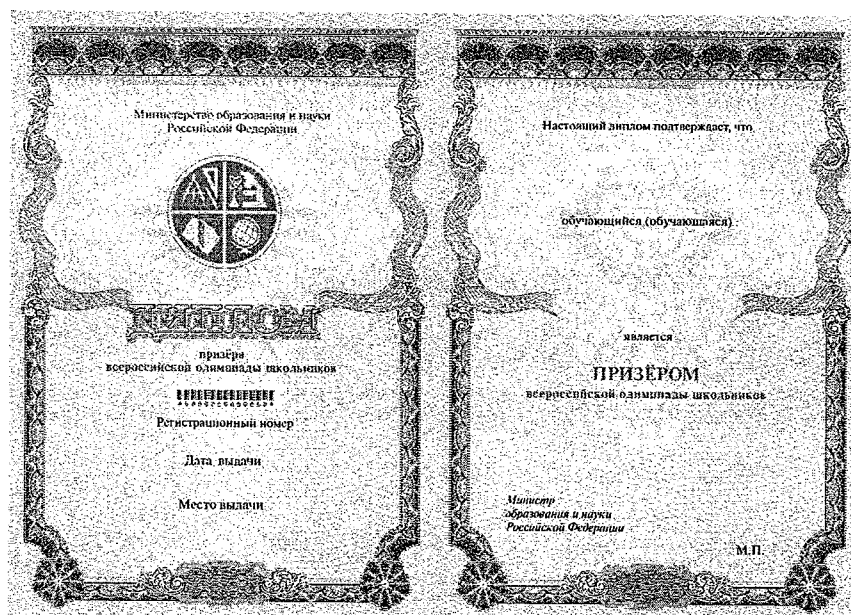 Министерство образования и науки
Российской Федерации
ДИПЛОМ
призёра
всероссийской олимпиады школьников
Регистрационный номер
Дата выдачи
Место выдачи
Настоящий диплом подтверждает, что
обучающийся (обучающаяся)
является
ПРИЗЁРОМ
всероссийской олимпиады школьников
Министр
образования и науки
Российской Федерации
М.П.